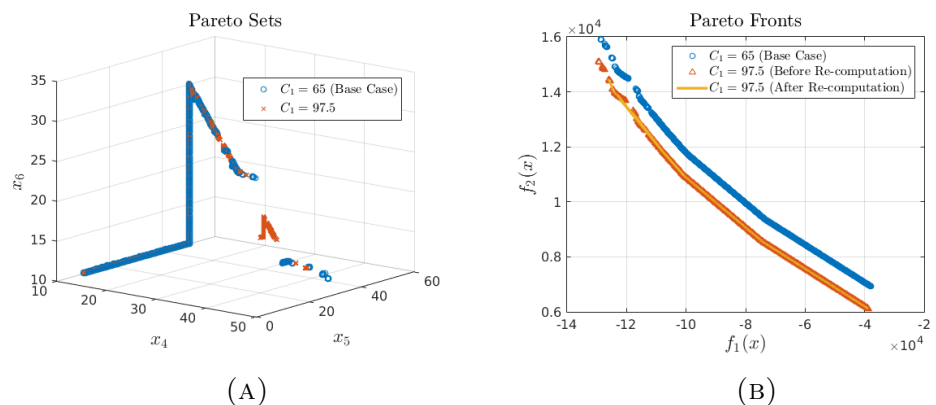 Pareto Sets
35
30
25
20
15
10
x₆
10
20
30
40
50
x₄
0
20
40
60
x₅
C₁ = 65 (Base Case)
C₁ = 97.5
(A)
Pareto Fronts
×10⁴
1.6
1.4
1.2
1
0.8
0.6
f₂(x)
-14
-12
-10
-8
-6
-4
-2
×10⁴
f₁(x)
C₁ = 65 (Base Case)
C₁ = 97.5 (Before Re-computation)
C₁ = 97.5 (After Re-computation)
(B)